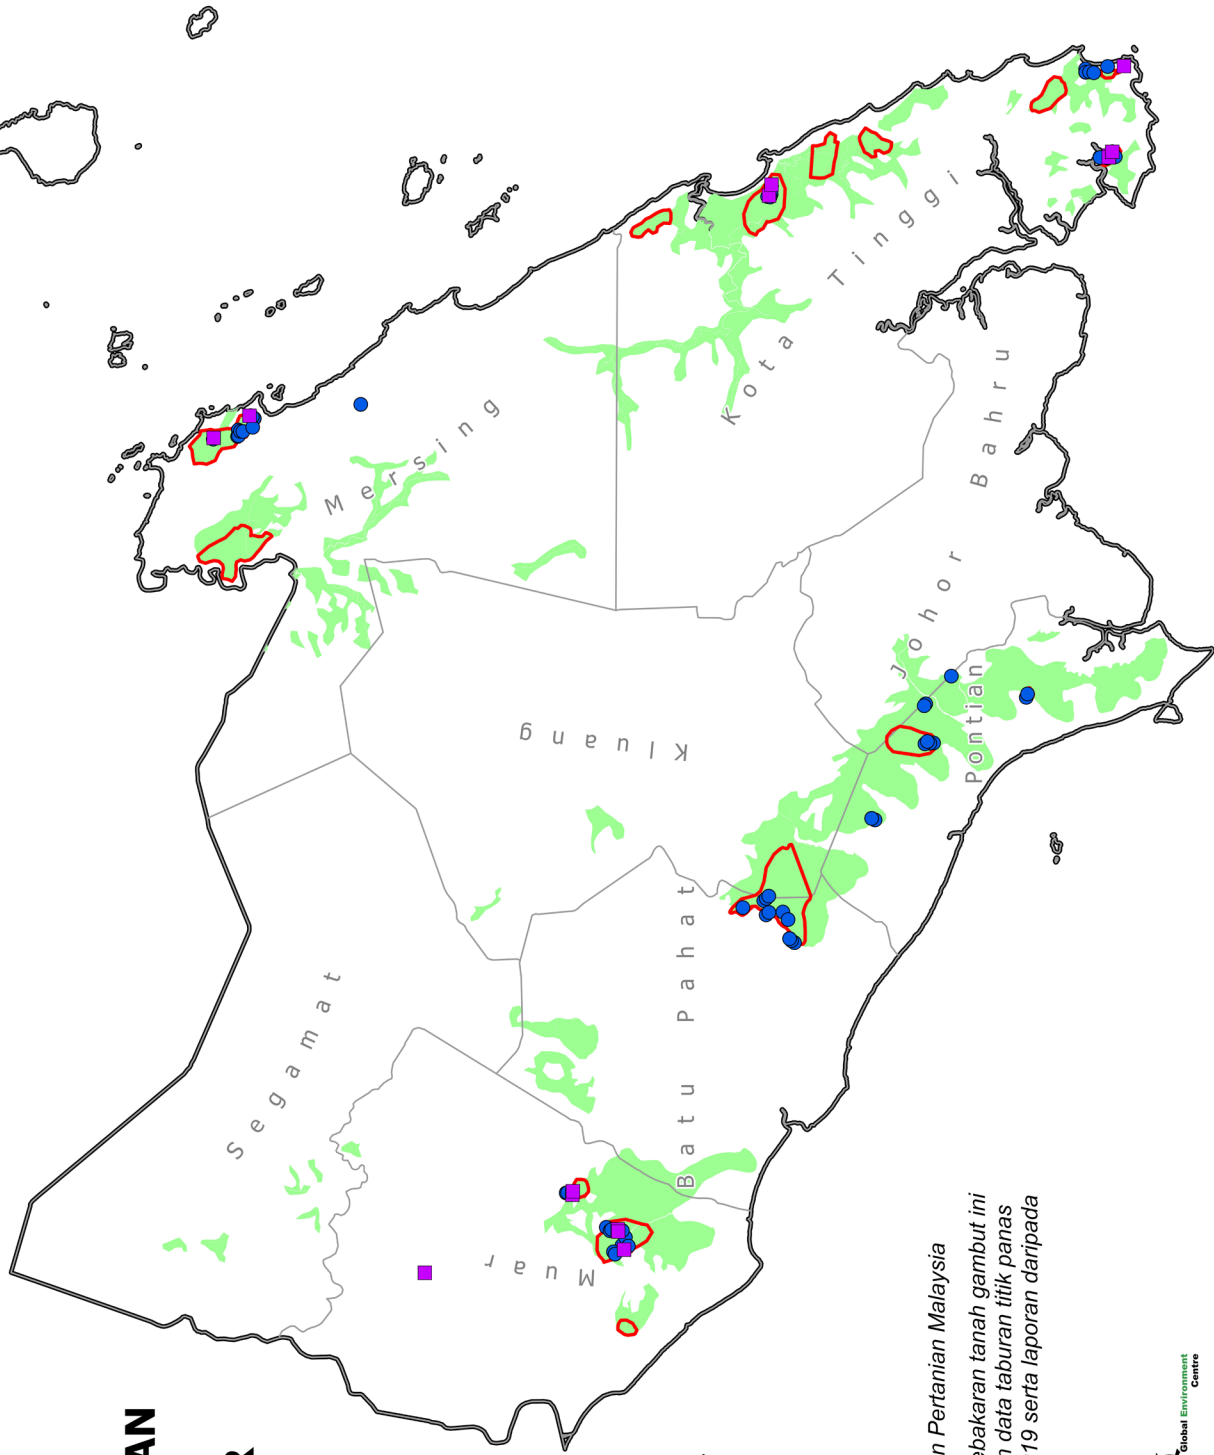 AN
R
Segamat
Mersing
Muar
Kluang
Batu Pahat
Kota Tinggi
Johor Bahru
Pontian
n Pertanian Malaysia
ebakaran tanah gambut ini
n data taburan titik panas
19 serta laporan daripada
Global Environment
Centre